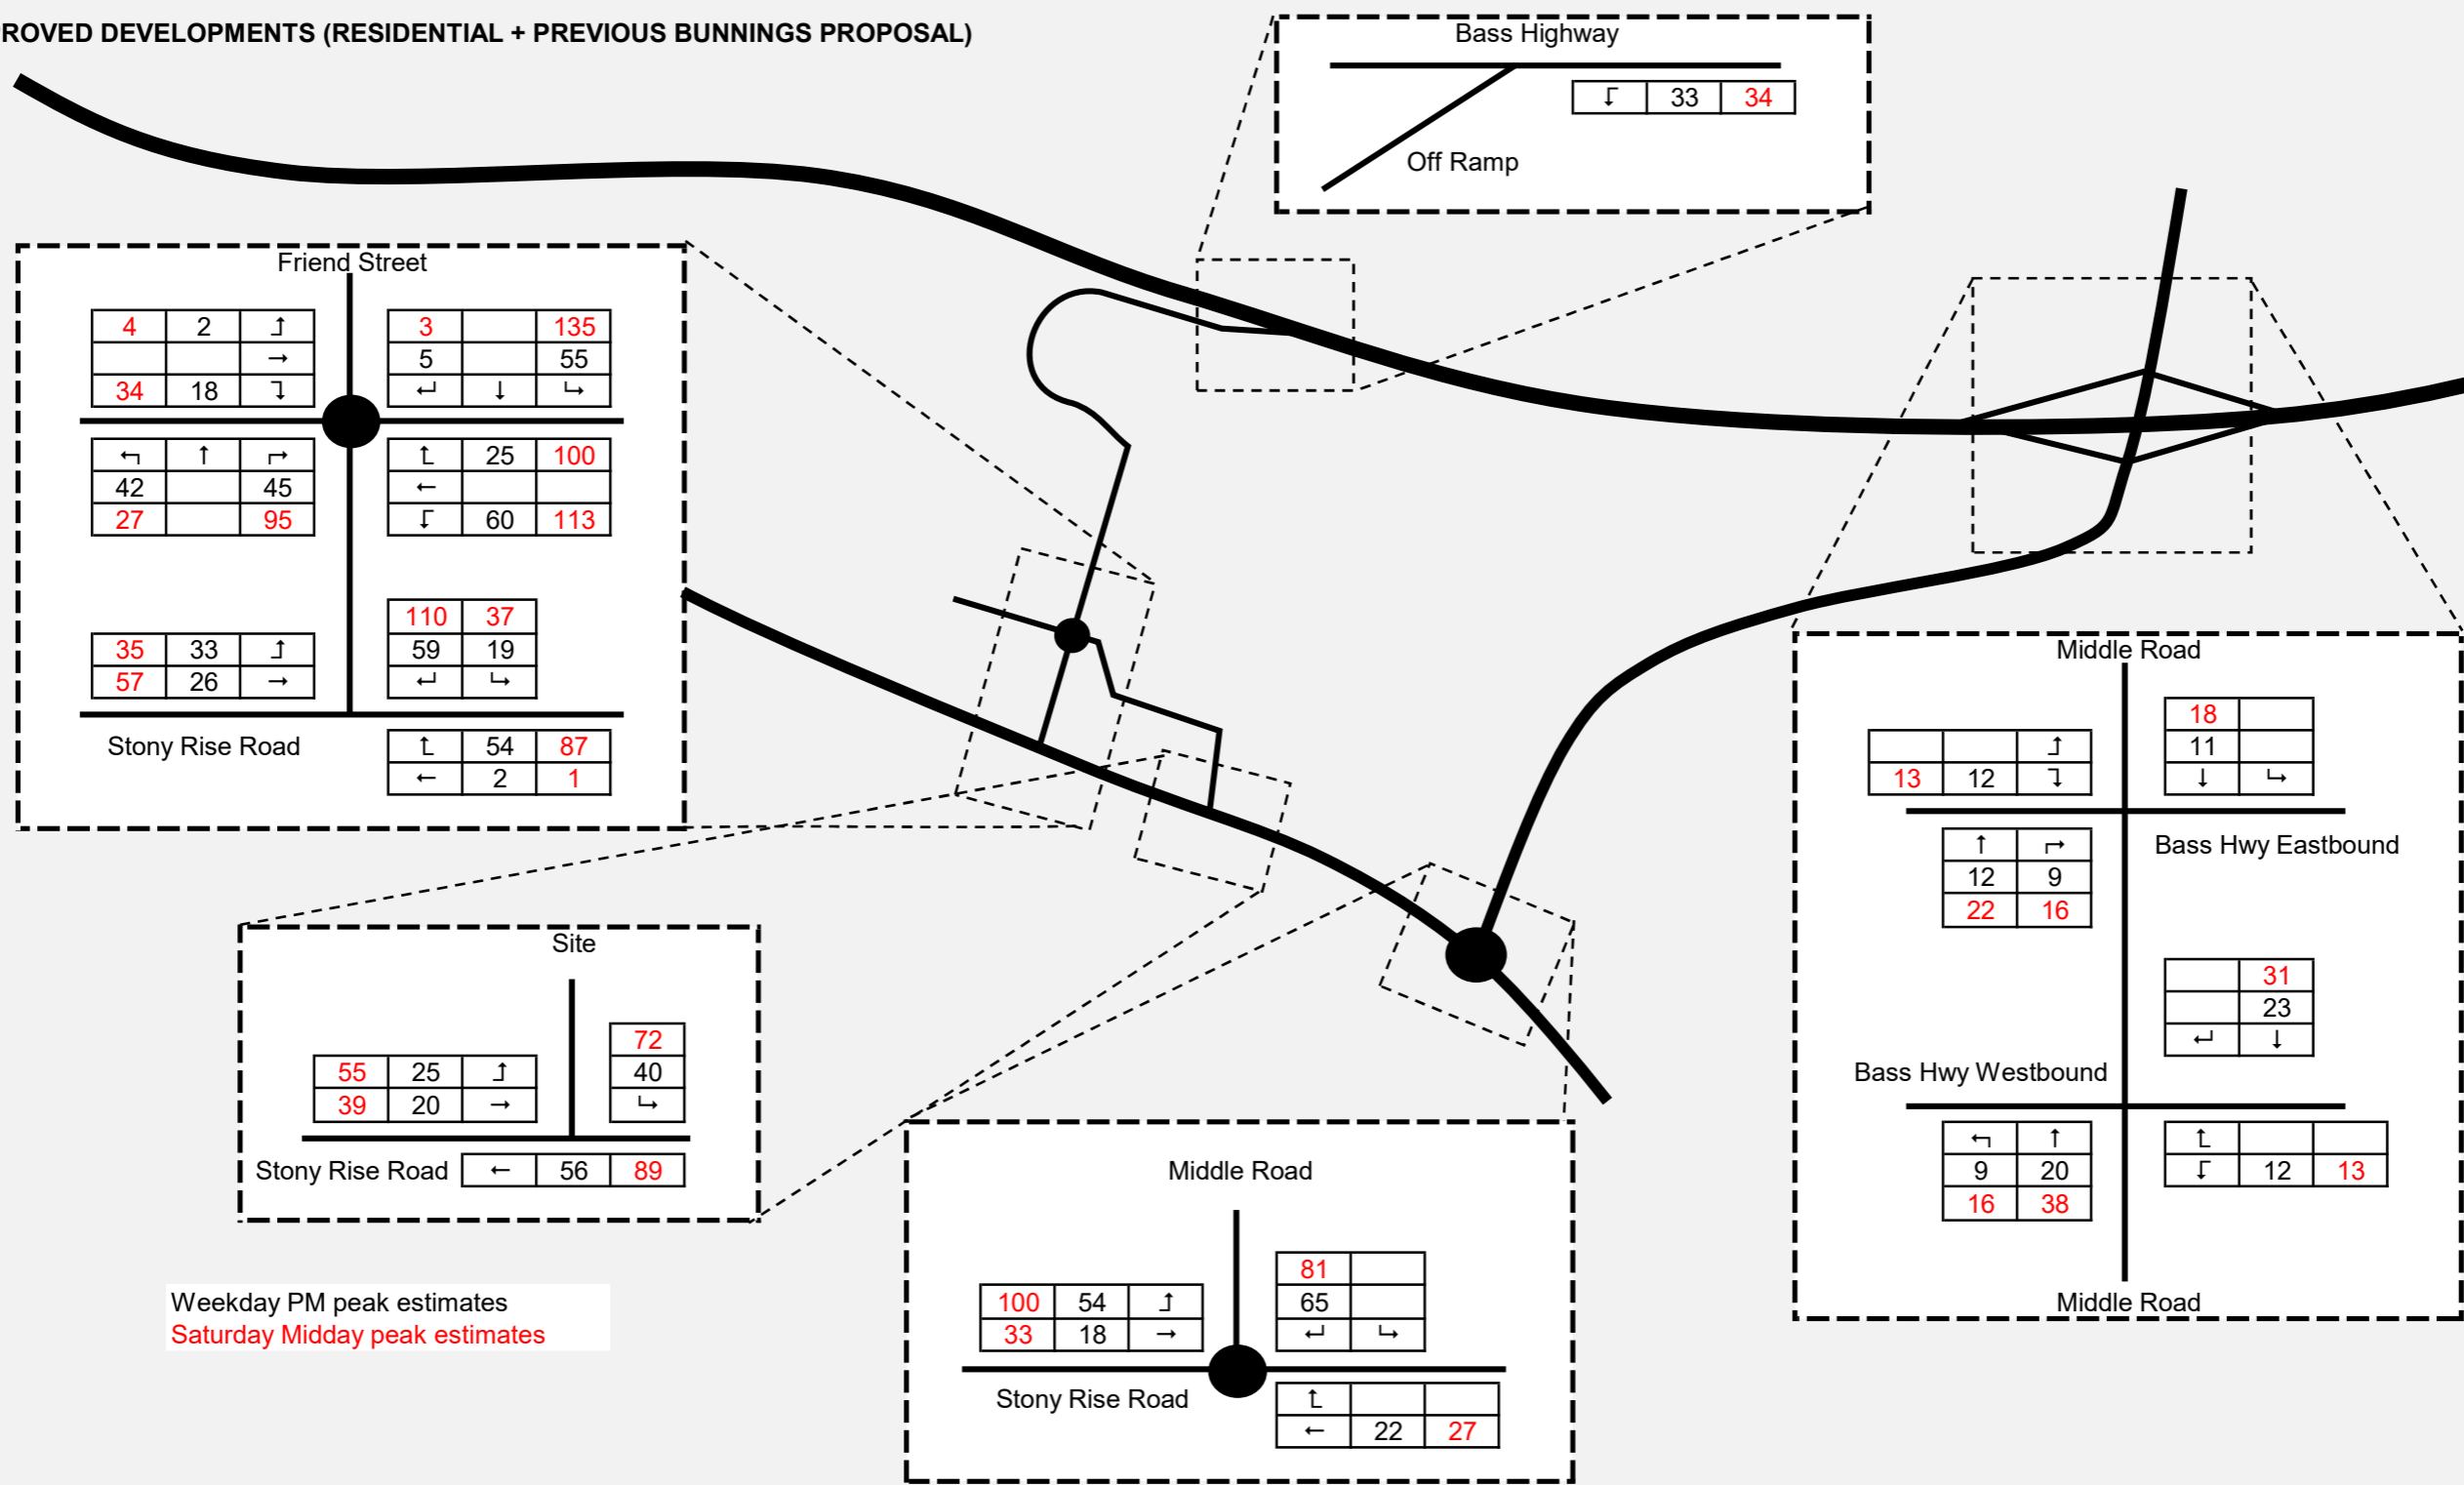 ROVED DEVELOPMENTS (RESIDENTIAL + PREVIOUS BUNNINGS PROPOSAL)
Bass Highway
↴ 33 34
Off Ramp
Friend Street
4 2 ⮥
→
34 18 ⮧
3 135
5 55
↵ ↓ ↳
↰ ↑ ↱
42 45
27 95
↑ 25 100
←
↓ 60 113
35 33 ⮥
57 26 →
110 37
59 19
↵ ↳
Stony Rise Road
↑ 54 87
← 2 1
Site
55 25 ⮥
39 20 →
72
40
↳
Stony Rise Road
← 56 89
Middle Road
100 54 ⮥
33 18 →
81
65
↵ ↳
Stony Rise Road
↑
← 22 27
Middle Road
⮥
13 12 ⮧
18
11
↓ ↳
Bass Hwy Eastbound
↑ ↱
12 9
22 16
31
23
↵ ↓
Bass Hwy Westbound
↰ ↑
9 20
16 38
↑
↓ 12 13
Middle Road
Weekday PM peak estimates
Saturday Midday peak estimates